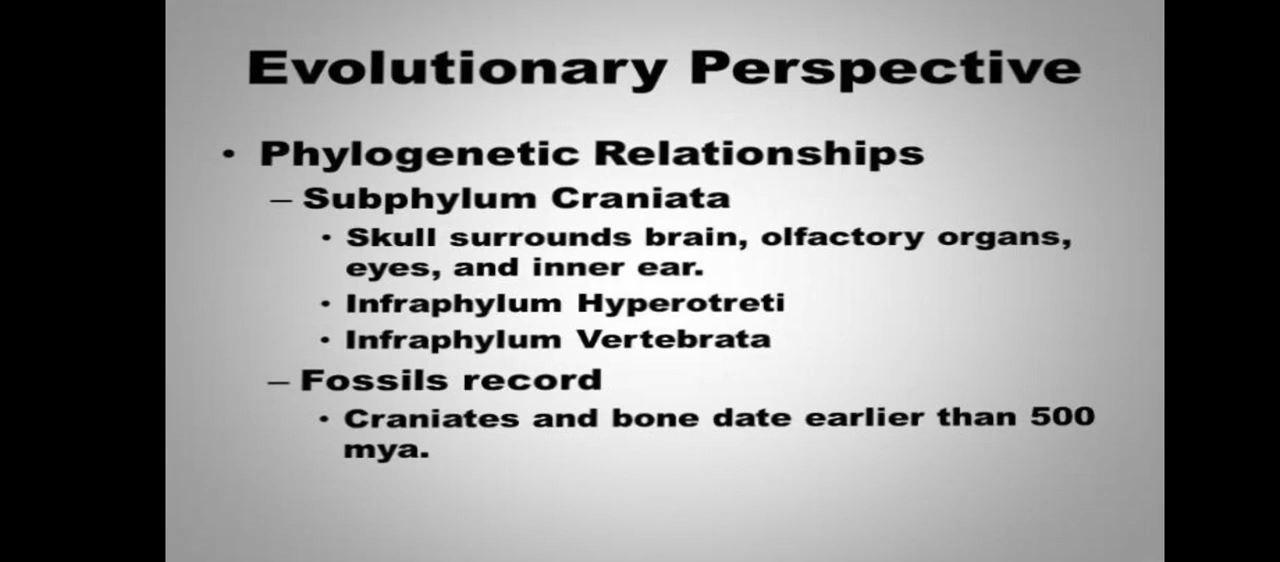 Evolutionary Perspective
• Phylogenetic Relationships
– Subphylum Craniata
• Skull surrounds brain, olfactory organs,
eyes, and inner ear.
• Infraphylum Hyperotreti
• Infraphylum Vertebrata
– Fossils record
• Craniates and bone date earlier than 500
mya.